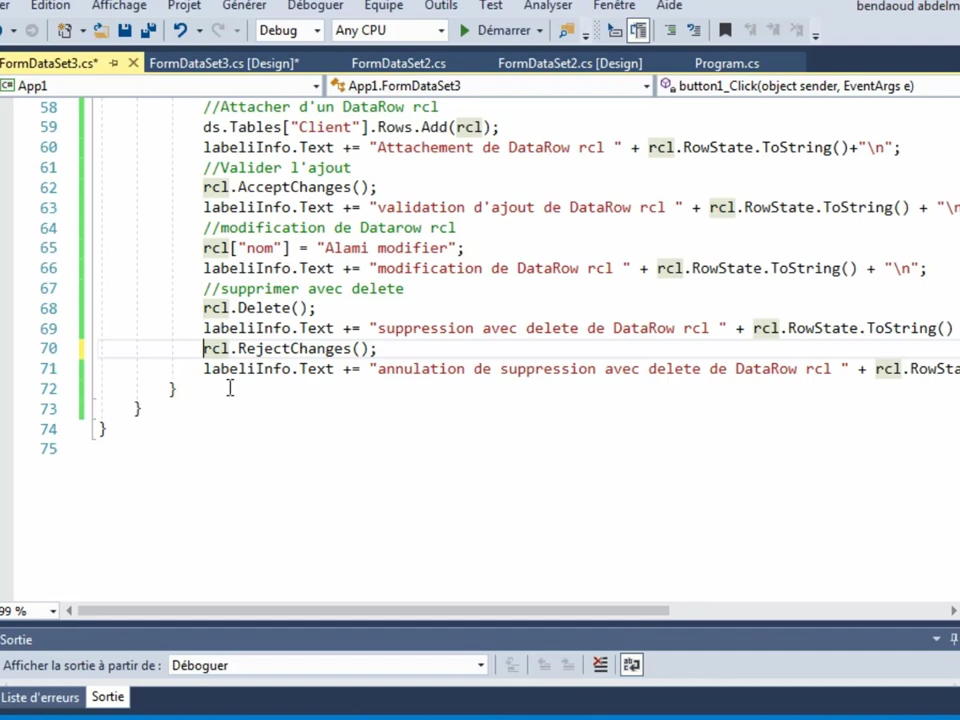 Edition Affichage Projet Générer Déboguer Equipe Outils Test Analyser Fenêtre Aide bendaoud abdelm
Debug Any CPU Démarrer
FormDataSet3.cs* FormDataSet3.cs [Design]* FormDataSet2.cs FormDataSet2.cs [Design] Program.cs
App1 App1.FormDataSet3 button1_Click(object sender, EventArgs e)
58 //Attacher d'un DataRow rcl
59 ds.Tables["Client"].Rows.Add(rcl);
60 labeliInfo.Text += "Attachement de DataRow rcl " + rcl.RowState.ToString()+"\n";
61 //Valider l'ajout
62 rcl.AcceptChanges();
63 labeliInfo.Text += "validation d'ajout de DataRow rcl " + rcl.RowState.ToString() + "\n
64 //modification de Datarow rcl
65 rcl["nom"] = "Alami modifier";
66 labeliInfo.Text += "modification de DataRow rcl " + rcl.RowState.ToString() + "\n";
67 //supprimer avec delete
68 rcl.Delete();
69 labeliInfo.Text += "suppression avec delete de DataRow rcl " + rcl.RowState.ToString()
70 rcl.RejectChanges();
71 labeliInfo.Text += "annulation de suppression avec delete de DataRow rcl " + rcl.RowSta
72 }
73 }
74 }
75
99 %
Sortie
Afficher la sortie à partir de : Déboguer
Liste d'erreurs Sortie